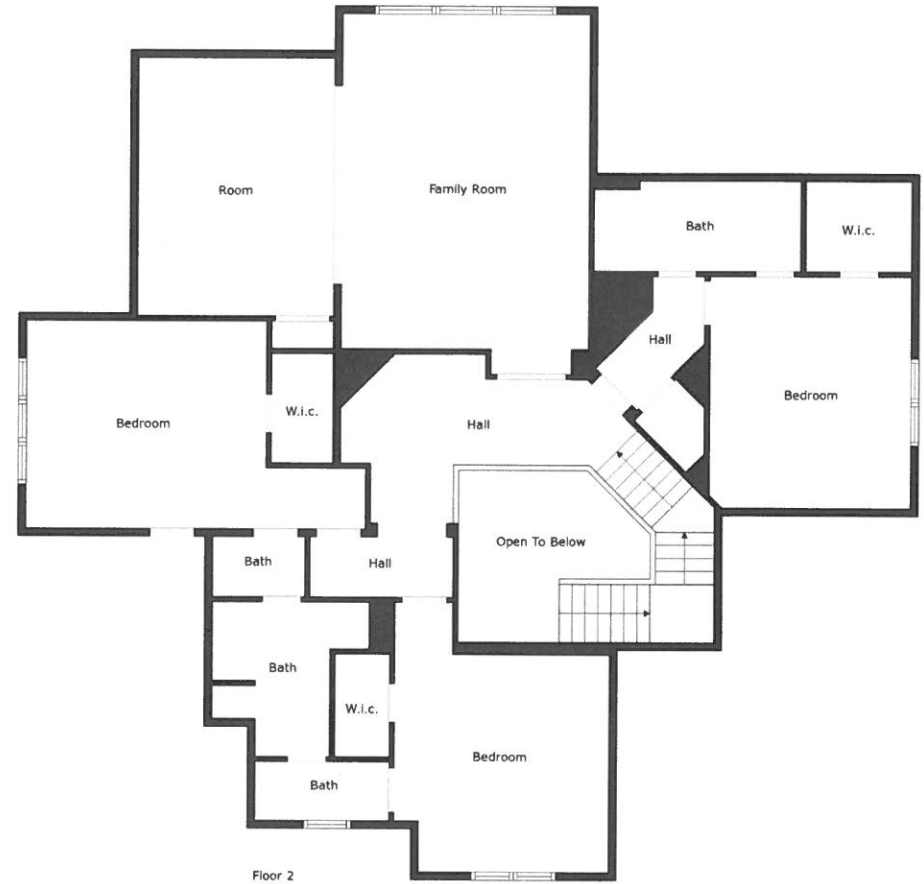 Room
Family Room
Bath
W.i.c.
Hall
Bedroom
Bedroom
W.i.c.
Hall
Open To Below
Bath
Hall
Bath
W.i.c.
Bedroom
Bath
Floor 2